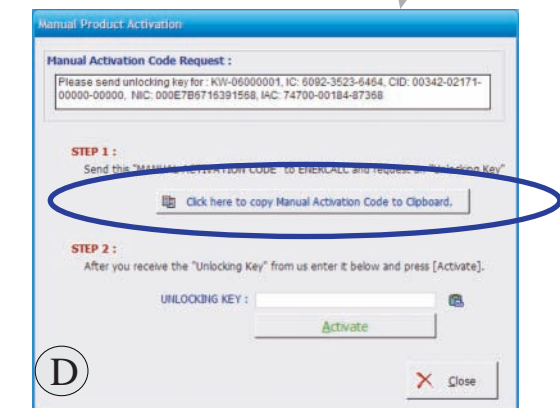 Manual Product Activation
Manual Activation Code Request :
Please send unlocking key for : KW-06000001, IC: 6092-3523-6464, CID: 00342-02171-
00000-00000, NIC: 000E7B6716391568, IAC: 74700-00184-87368
STEP 1 :
Send this "MANUAL ACTIVATION CODE" to ENERCALC and request an "Unlocking Key"
Click here to copy Manual Activation Code to Clipboard.
STEP 2 :
After you receive the "Unlocking Key" from us enter it below and press [Activate].
UNLOCKING KEY :
Activate
D
Close